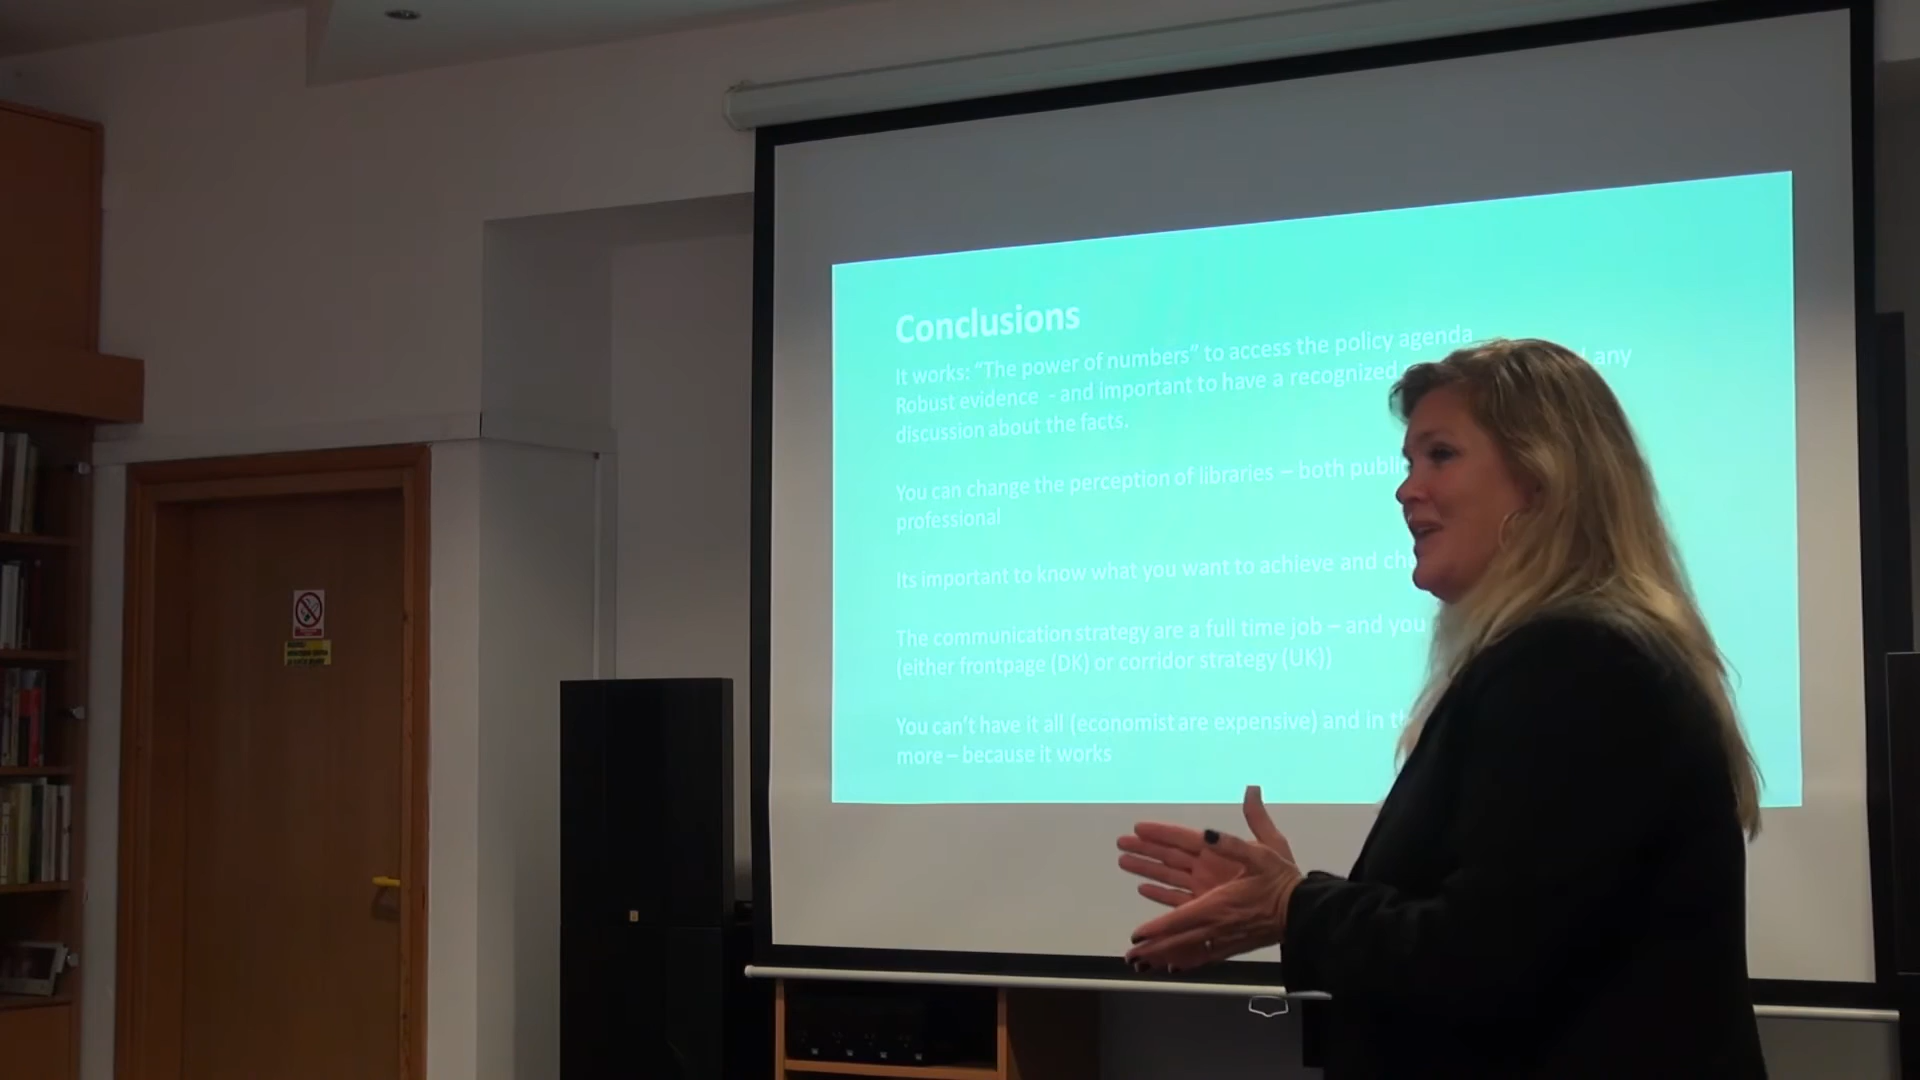 Conclusions
It works: “The power of numbers” to access the policy agenda
Robust evidence - and important to have a recognized any
discussion about the facts.
You can change the perception of libraries – both
professional
Its important to know what you want to achieve and
The communication strategy are a full time job – and you
(either frontpage (DK) or corridor strategy (UK))
You can't have it all (economist are expensive) and in
more – because it works